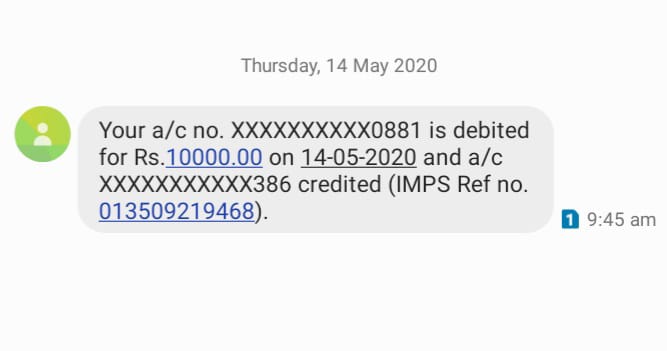 Thursday, 14 May 2020
Your a/c no. XXXXXXXXXX0881 is debited
for Rs.10000.00 on 14-05-2020 and a/c
XXXXXXXXXXX386 credited (IMPS Ref no.
013509219468).
1 9:45 am